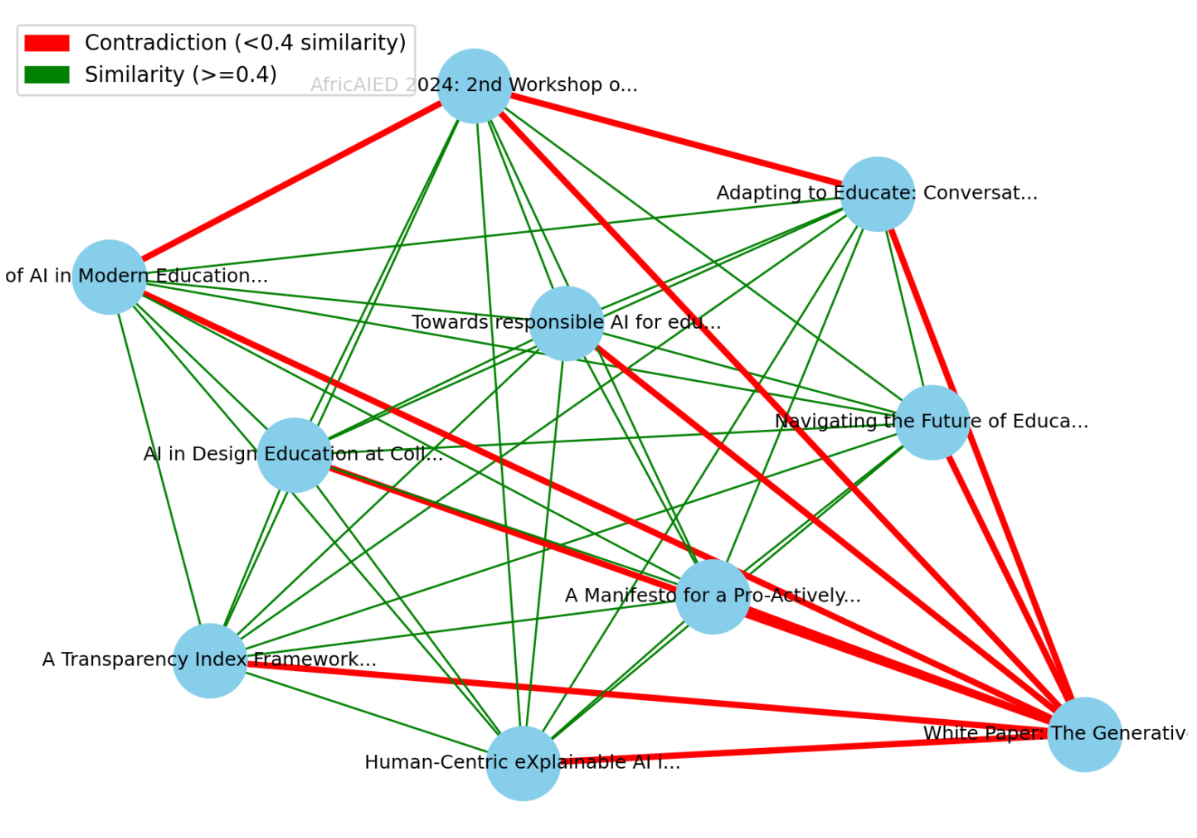 Contradiction (<0.4 similarity)
Similarity (>=0.4)
AfricAIED 2024: 2nd Workshop o...
Adapting to Educate: Conversat...
of AI in Modern Education...
Towards responsible AI for edu...
Navigating the Future of Educa...
AI in Design Education at Coll...
A Manifesto for a Pro-Actively...
A Transparency Index Framework...
White Paper: The Generativ
Human-Centric eXplainable AI i...